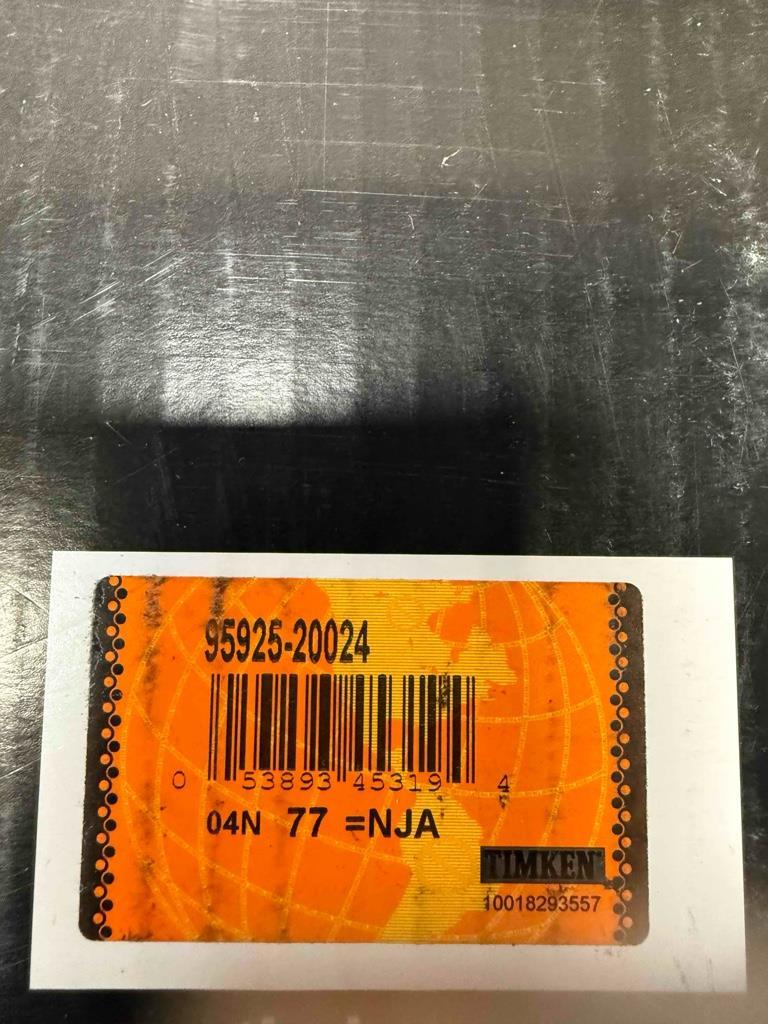 95925-20024
0 53893 45319 4
04N 77 =NJA
TIMKEN
10018293557